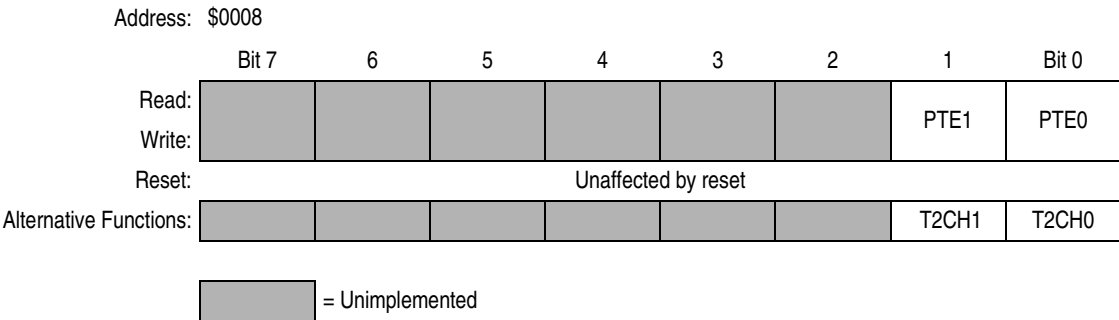 Address: $0008
Bit 7 6 5 4 3 2 1 Bit 0
Read:
PTE1 PTE0
Write:
Reset: Unaffected by reset
Alternative Functions: T2CH1 T2CH0
= Unimplemented